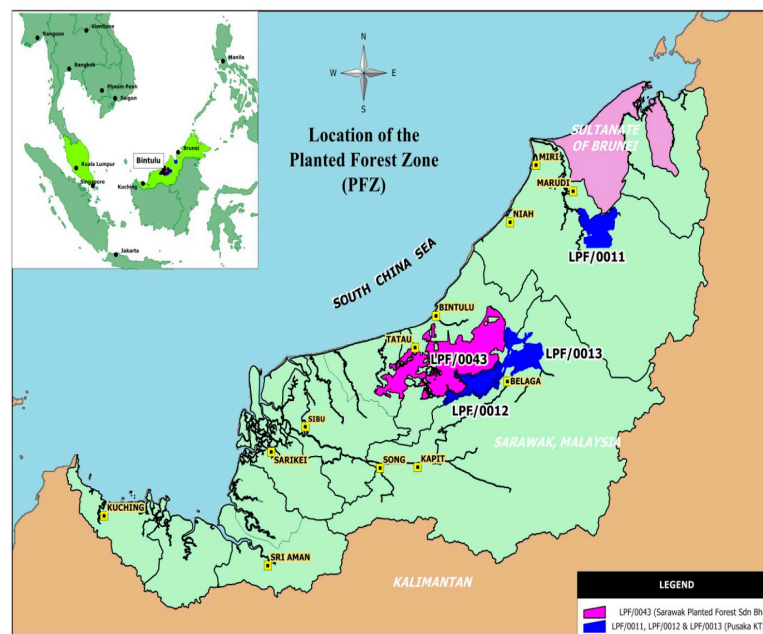 Rangoon
Vientiane
Manila
Bangkok
Phnom Penh
Saigon
Brunei
Bintulu
Kuala Lumpur
Singapore
Kuching
Jakarta
N
W
E
S
Location of the
Planted Forest Zone
(PFZ)
SULTANATE
OF BRUNEI
MIRI
MARUDI
NIAH
LPF/0011
SOUTH CHINA SEA
BINTULU
TATAU
LPF/0043
LPF/0013
BELAGA
LPF/0012
SIBU
SARAWAK, MALAYSIA
SARIKEI
SONG
KAPIT
KUCHING
SRI AMAN
KALIMANTAN
LEGEND
LPF/0043 (Sarawak Planted Forest Sdn Bh
LPF/0011, LPF/0012 & LPF/0013 (Pusaka KTS